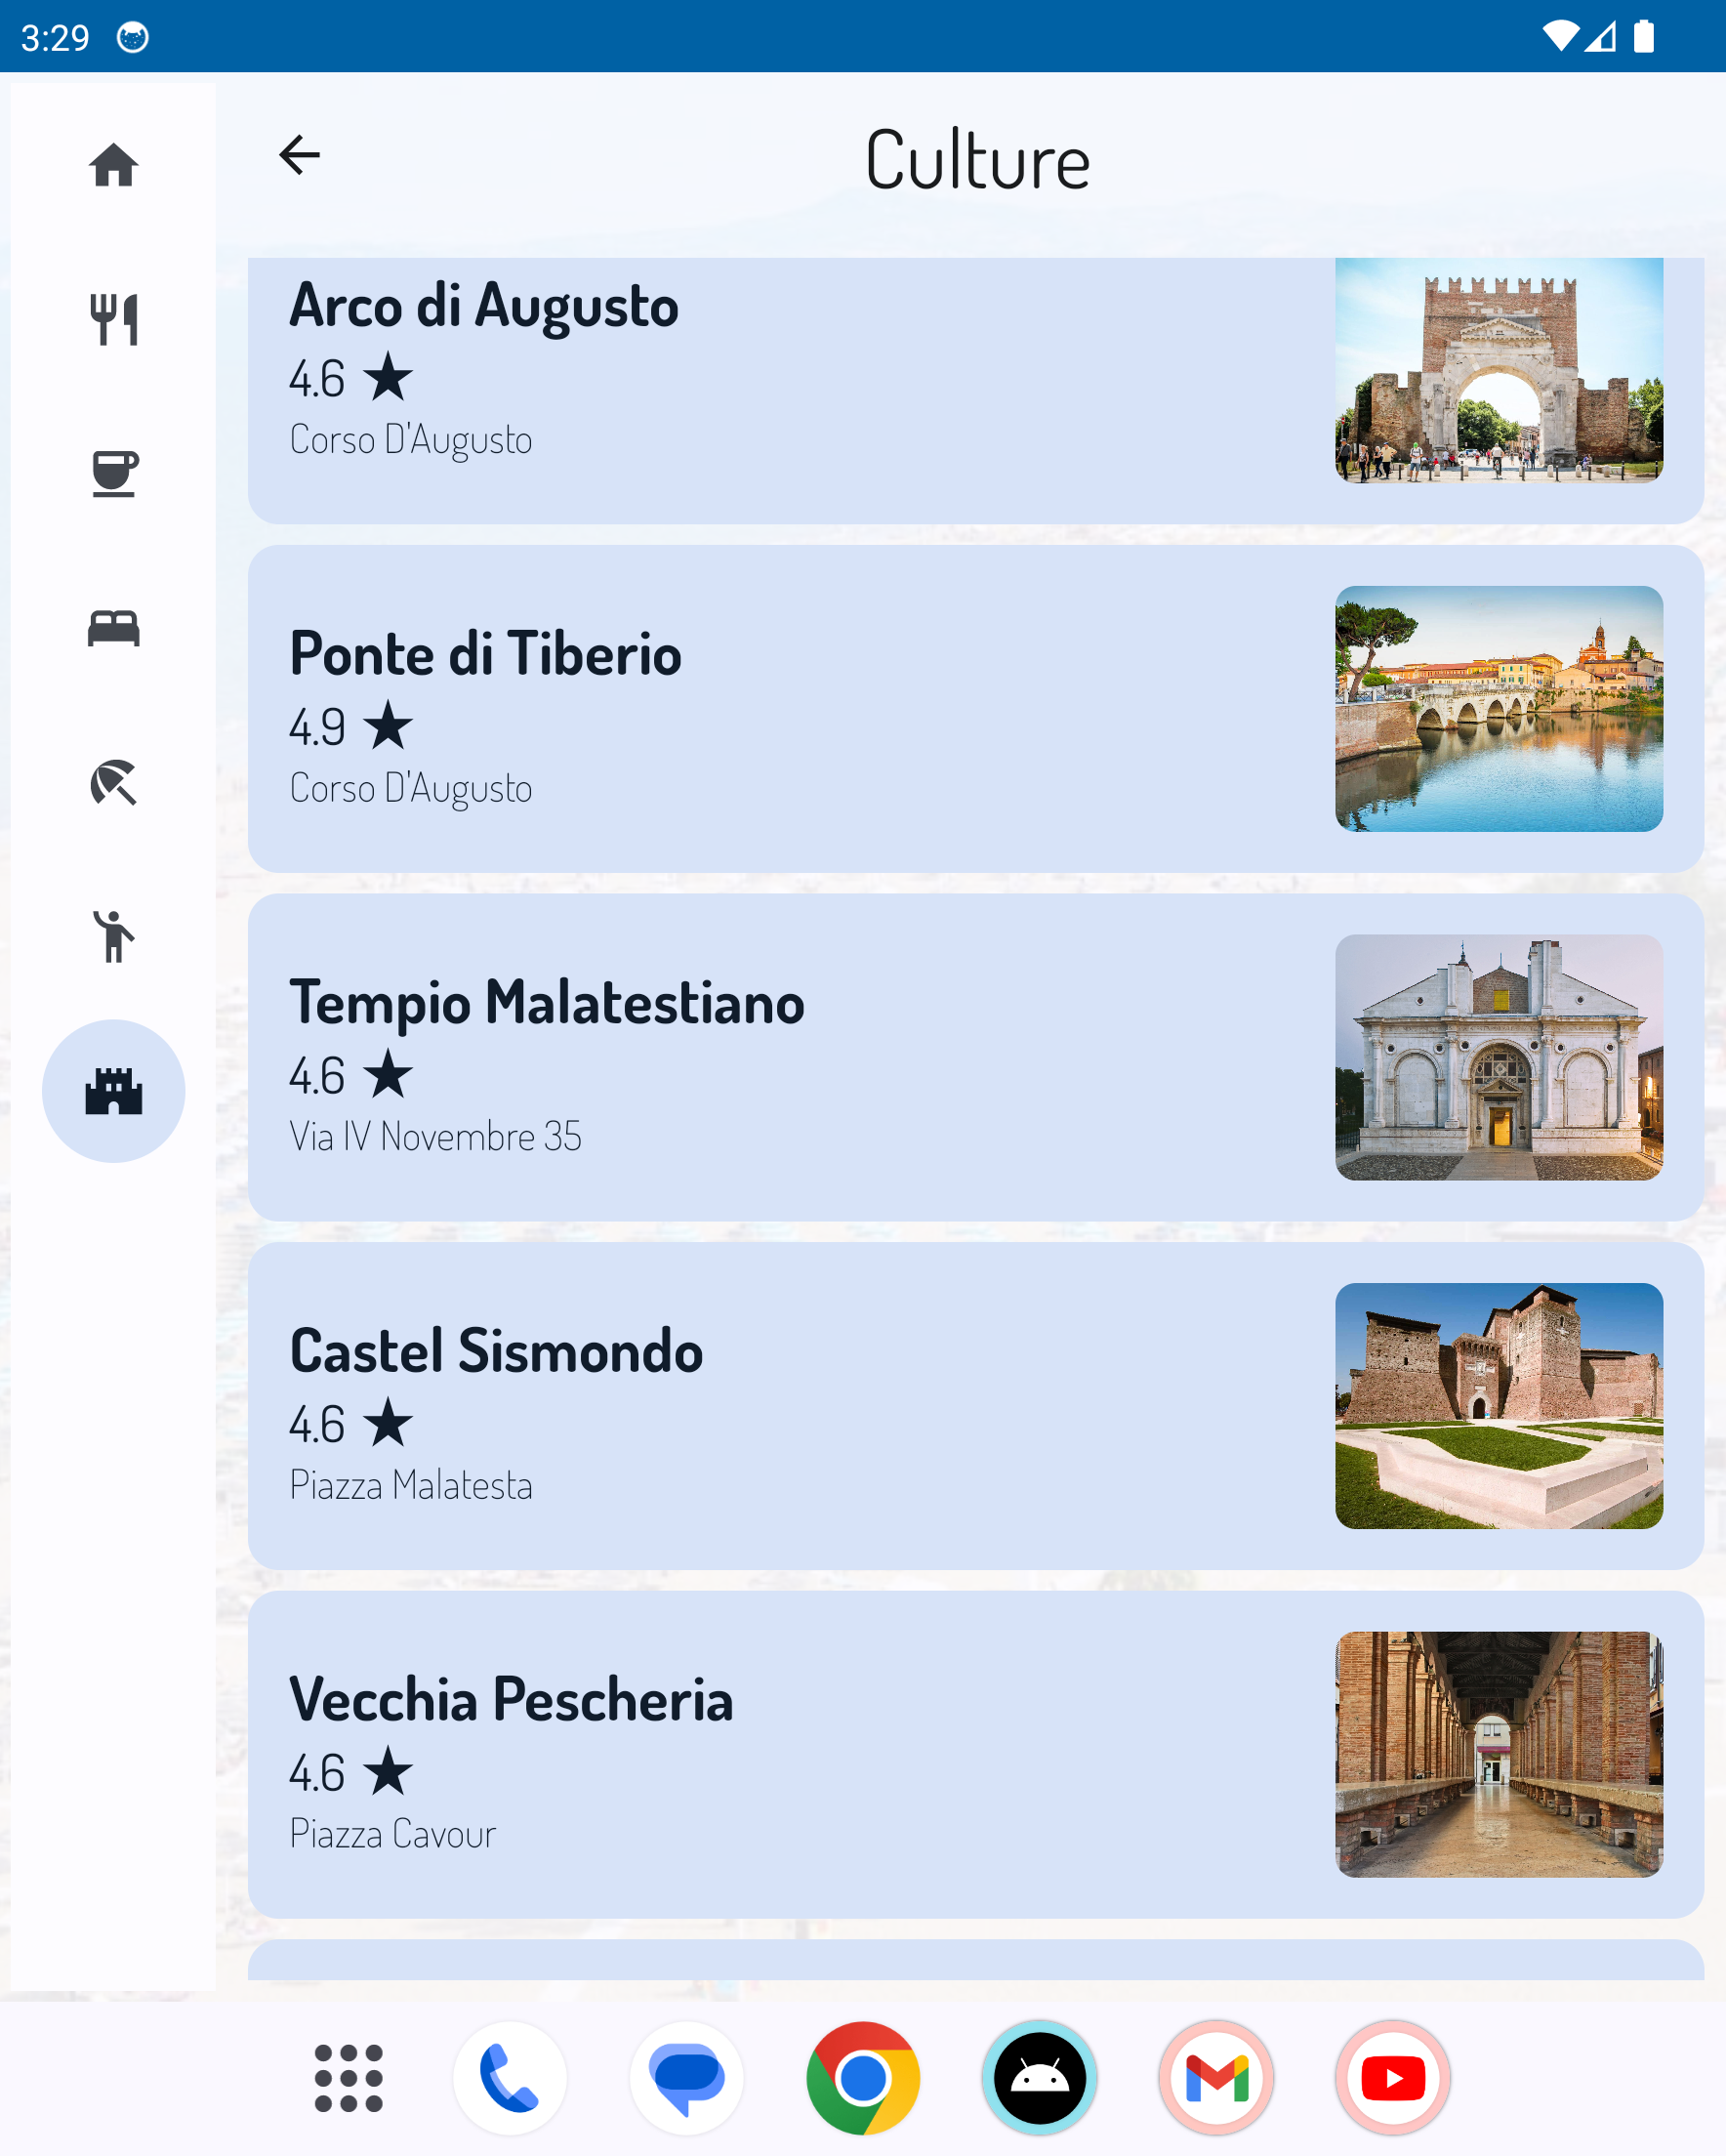 3:29
Culture
Arco di Augusto
4.6 ★
Corso D'Augusto
Ponte di Tiberio
4.9 ★
Corso D'Augusto
Tempio Malatestiano
4.6 ★
Via IV Novembre 35
Castel Sismondo
4.6 ★
Piazza Malatesta
Vecchia Pescheria
4.6 ★
Piazza Cavour